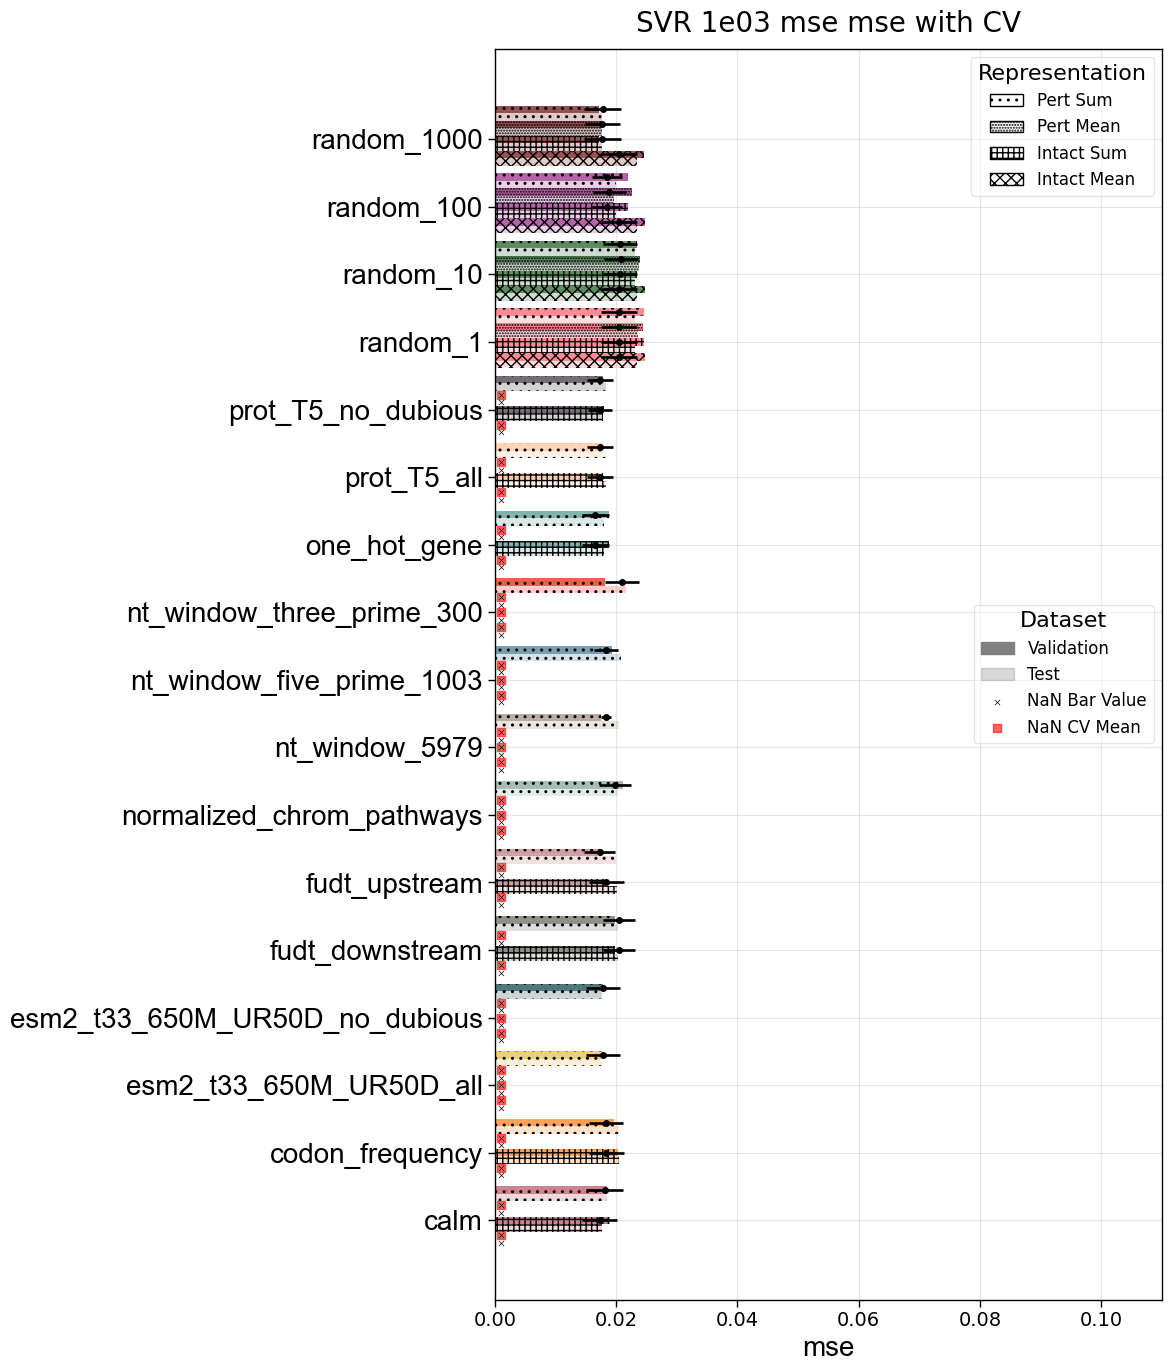 SVR 1e03 mse mse with CV
Representation
Pert Sum
Pert Mean
Intact Sum
Intact Mean
random_1000
random_100
random_10
random_1
prot_T5_no_dubious
prot_T5_all
one_hot_gene
nt_window_three_prime_300
nt_window_five_prime_1003
nt_window_5979
normalized_chrom_pathways
fudt_upstream
fudt_downstream
esm2_t33_650M_UR50D_no_dubious
esm2_t33_650M_UR50D_all
codon_frequency
calm
Dataset
Validation
Test
NaN Bar Value
NaN CV Mean
0.00 0.02 0.04 0.06 0.08 0.10
mse